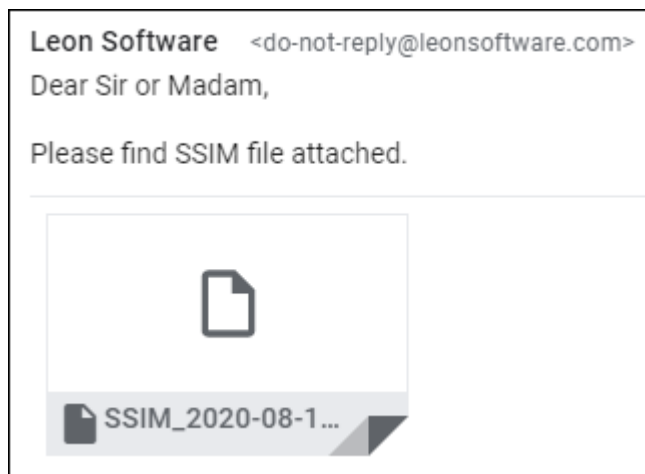 Leon Software <do-not-reply@leonsoftware.com>
Dear Sir or Madam,
Please find SSIM file attached.
SSIM_2020-08-1...